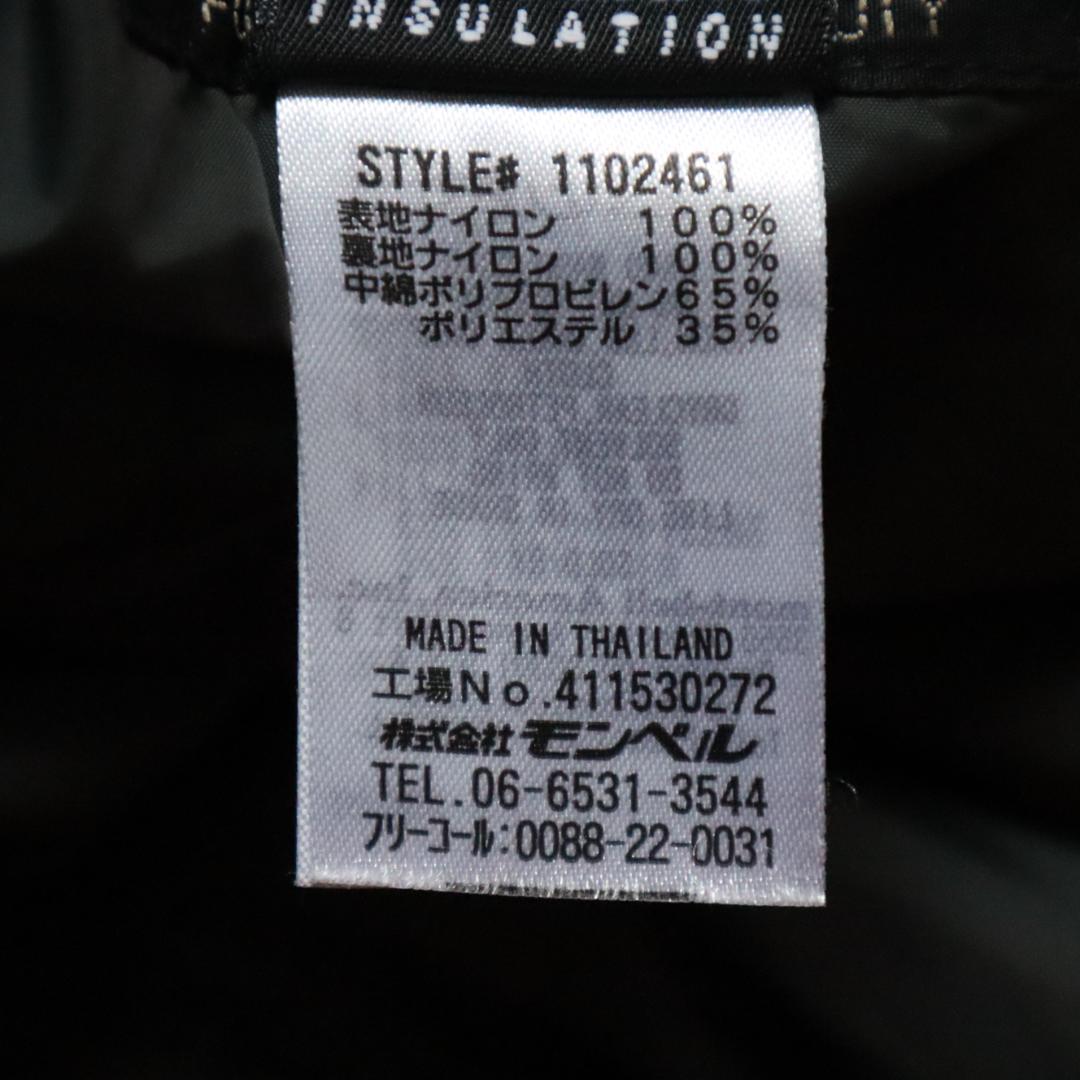 INSULATION
STYLE# 1102461
表地ナイロン 100%
裏地ナイロン 100%
中綿ポリプロピレン65%
ポリエステル 35%
MADE IN THAILAND
工場No.411530272
株式会社モンベル
TEL.06-6531-3544
フリーコール:0088-22-0031